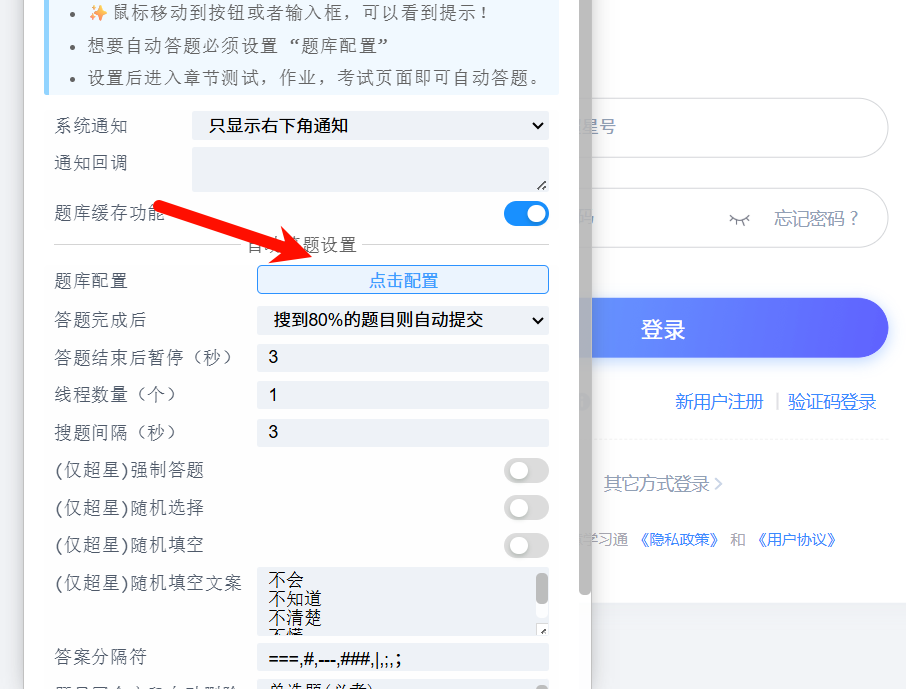 ✨鼠标移动到按钮或者输入框，可以看到提示！
想要自动答题必须设置 “题库配置”
设置后进入章节测试，作业，考试页面即可自动答题。
系统通知 只显示右下角通知
通知回调
题库缓存功能
自动答题设置
题库配置 点击配置
答题完成后 搜到80%的题目则自动提交
答题结束后暂停（秒） 3
线程数量（个） 1
搜题间隔（秒） 3
(仅超星)强制答题
(仅超星)随机选择
(仅超星)随机填空
(仅超星)随机填空文案 不会
不知道
不清楚
不懂
答案分隔符 ===,#,---,###,|,;,；
单选题(必考)
星号
忘记密码？
登录
新用户注册 | 验证码登录
其它方式登录
学习通 《隐私政策》 和 《用户协议》